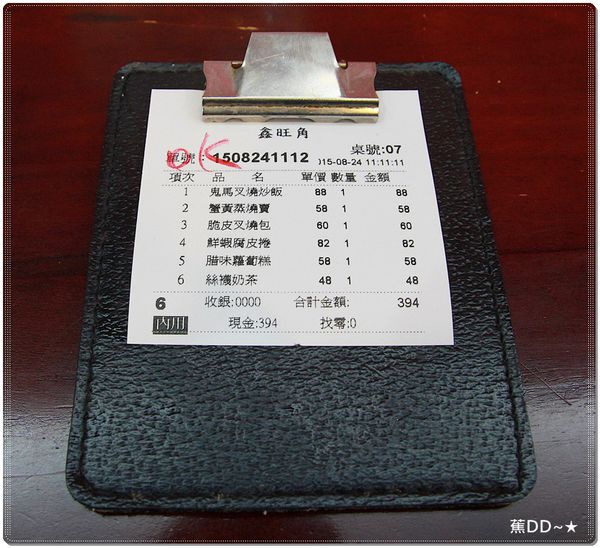 鑫旺角
OK
單號：1508241112 桌號:07
15-08-24 11:11:11
項次 品 名 單價 數量 金額
1 鬼馬叉燒炒飯 88 1 88
2 蟹黃蒸燒賣 58 1 58
3 脆皮叉燒包 60 1 60
4 鮮蝦腐皮捲 82 1 82
5 腊味蘿蔔糕 58 1 58
6 絲襪奶茶 48 1 48
6 收銀:0000 合計金額: 394
內用 現金:394 找零:0
蕉DD~★